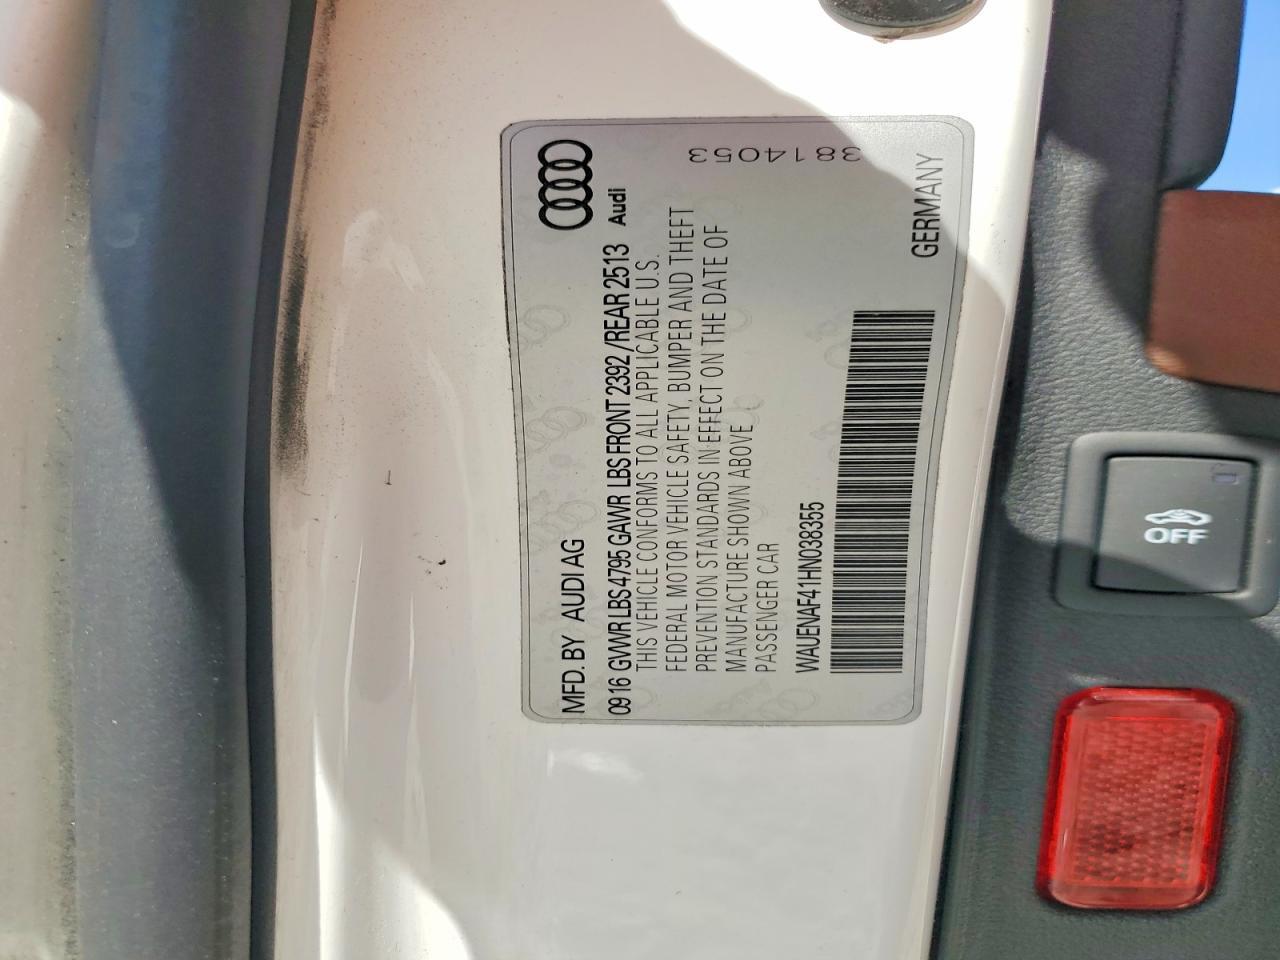 MFD. BY AUDI AG
Audi
0916 GWWR LBS 4795 GAWR LBS FRONT 2392 /REAR 2513
THIS VEHICLE CONFORMS TO ALL APPLICABLE U.S.
FEDERAL MOTOR VEHICLE SAFETY, BUMPER AND THEFT
PREVENTION STANDARDS IN EFFECT ON THE DATE OF
MANUFACTURE SHOWN ABOVE
PASSENGER CAR
3814053
WAUENAF41HN038355
GERMANY
OFF